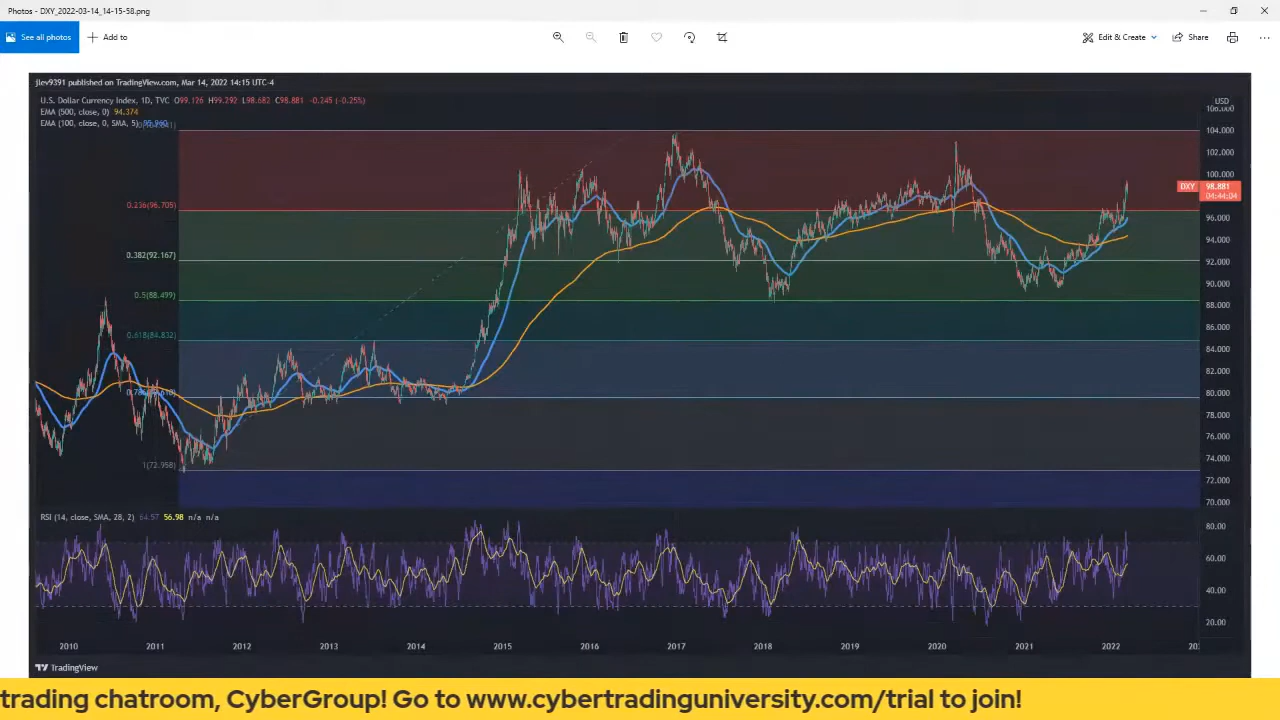 Photos - DXY_2022-03-14_14-15-58.png
See all photos
Add to
Edit & Create
Share
jlev9391 published on TradingView.com, Mar 14, 2022 14:15 UTC-4
U.S. Dollar Currency Index, 1D, TVC O99.126 H99.292 L98.682 C98.881 -0.245 (-0.25%)
EMA (500, close, 0) 94.374
EMA (100, close, 0, SMA, 5)
USD
106.000
104.000
102.000
100.000
DXY 98.881
04:44:04
0.236(96.705)
96.000
94.000
0.382(92.167)
92.000
90.000
0.5(88.499)
88.000
86.000
0.618(84.832)
84.000
82.000
80.000
78.000
76.000
1(72.958)
74.000
72.000
70.000
RSI (14, close, SMA, 28, 2) 64.57 56.98 n/a n/a
80.00
60.00
40.00
20.00
2010 2011 2012 2013 2014 2015 2016 2017 2018 2019 2020 2021 2022
TradingView
trading chatroom, CyberGroup! Go to www.cybertradinguniversity.com/trial to join!